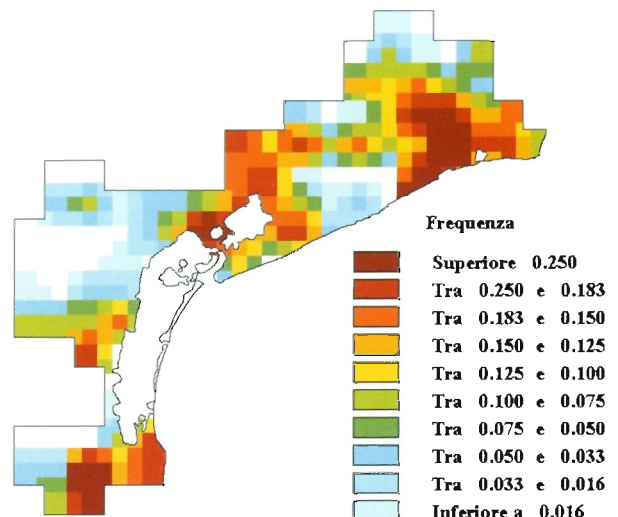 Frequenza
Superiore 0.250
Tra 0.250 e 0.183
Tra 0.183 e 0.150
Tra 0.150 e 0.125
Tra 0.125 e 0.100
Tra 0.100 e 0.075
Tra 0.075 e 0.050
Tra 0.050 e 0.033
Tra 0.033 e 0.016
Inferiore a 0.016